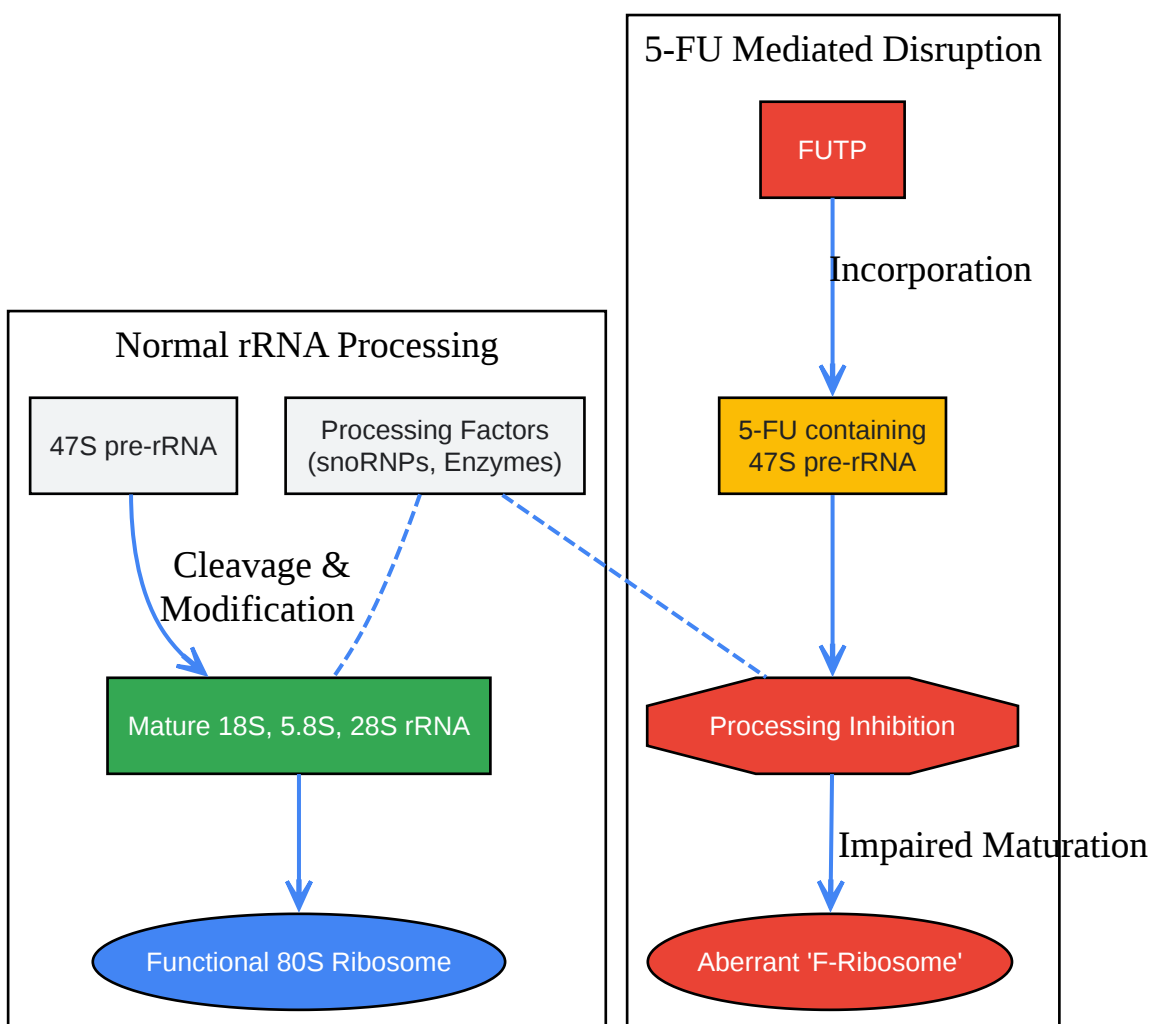 5-FU Mediated Disruption
FUTP
Incorporation
Normal rRNA Processing
47S pre-rRNA
Processing Factors
(snoRNPs, Enzymes)
5-FU containing
47S pre-rRNA
Cleavage &
Modification
Mature 18S, 5.8S, 28S rRNA
Processing Inhibition
Impaired Maturation
Functional 80S Ribosome
Aberrant 'F-Ribosome'